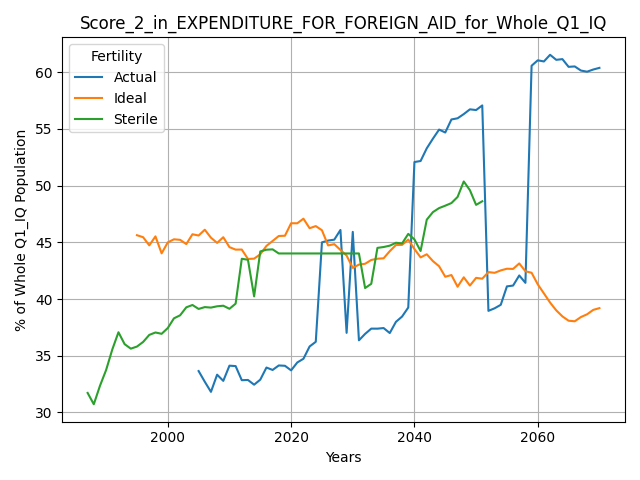 Score_2_in_EXPENDITURE_FOR_FOREIGN_AID_for_Whole_Q1_IQ
Fertility
Actual
Ideal
Sterile
% of Whole Q1_IQ Population
60
55
50
45
40
35
30
2000
2020
2040
2060
Years